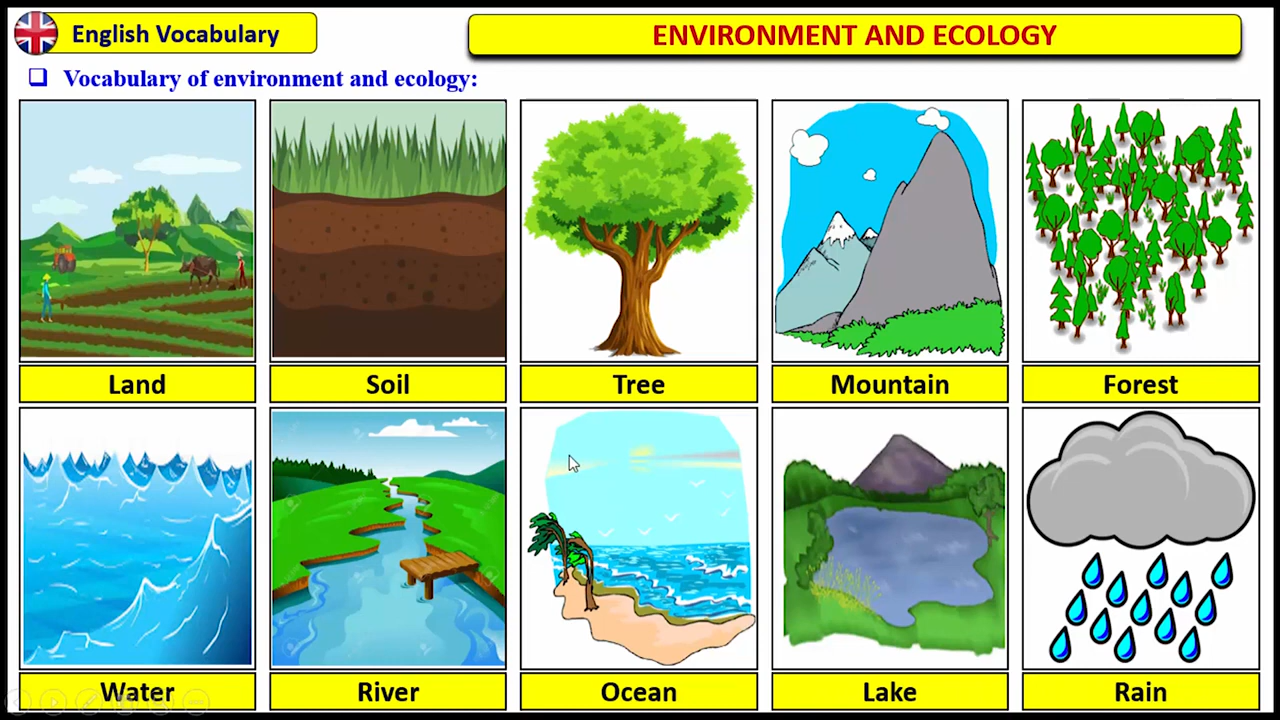 English Vocabulary
ENVIRONMENT AND ECOLOGY
Vocabulary of environment and ecology:
Land
Soil
Tree
Mountain
Forest
Water
River
Ocean
Lake
Rain